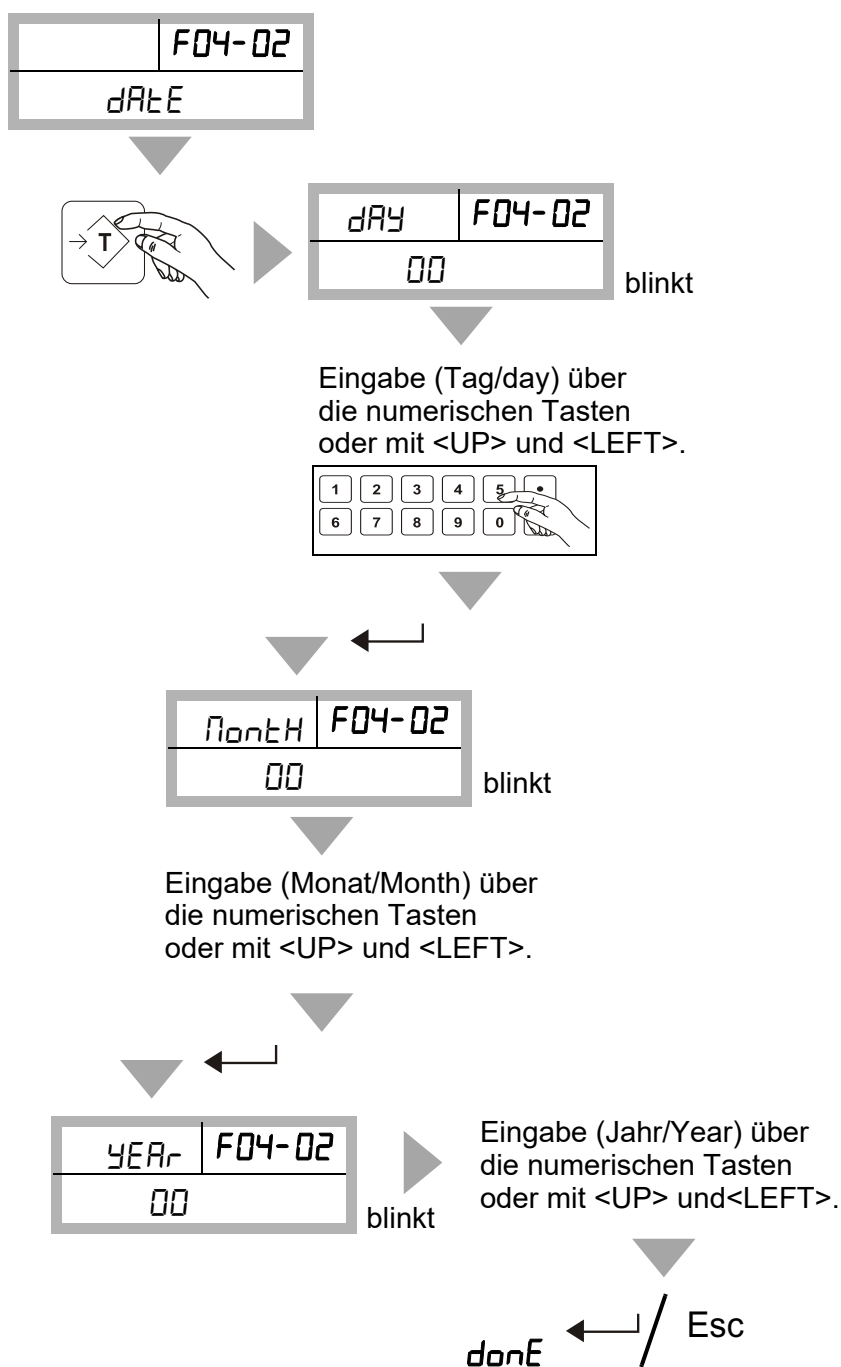 F04-02
dAtE
T
dAY F04-02
00
blinkt
Eingabe (Tag/day) über
die numerischen Tasten
oder mit <UP> und <LEFT>.
1 2 3 4 5 •
6 7 8 9 0
MontH F04-02
00
blinkt
Eingabe (Monat/Month) über
die numerischen Tasten
oder mit <UP> und <LEFT>.
YEAr F04-02
00
blinkt
Eingabe (Jahr/Year) über
die numerischen Tasten
oder mit <UP> und<LEFT>.
donE / Esc